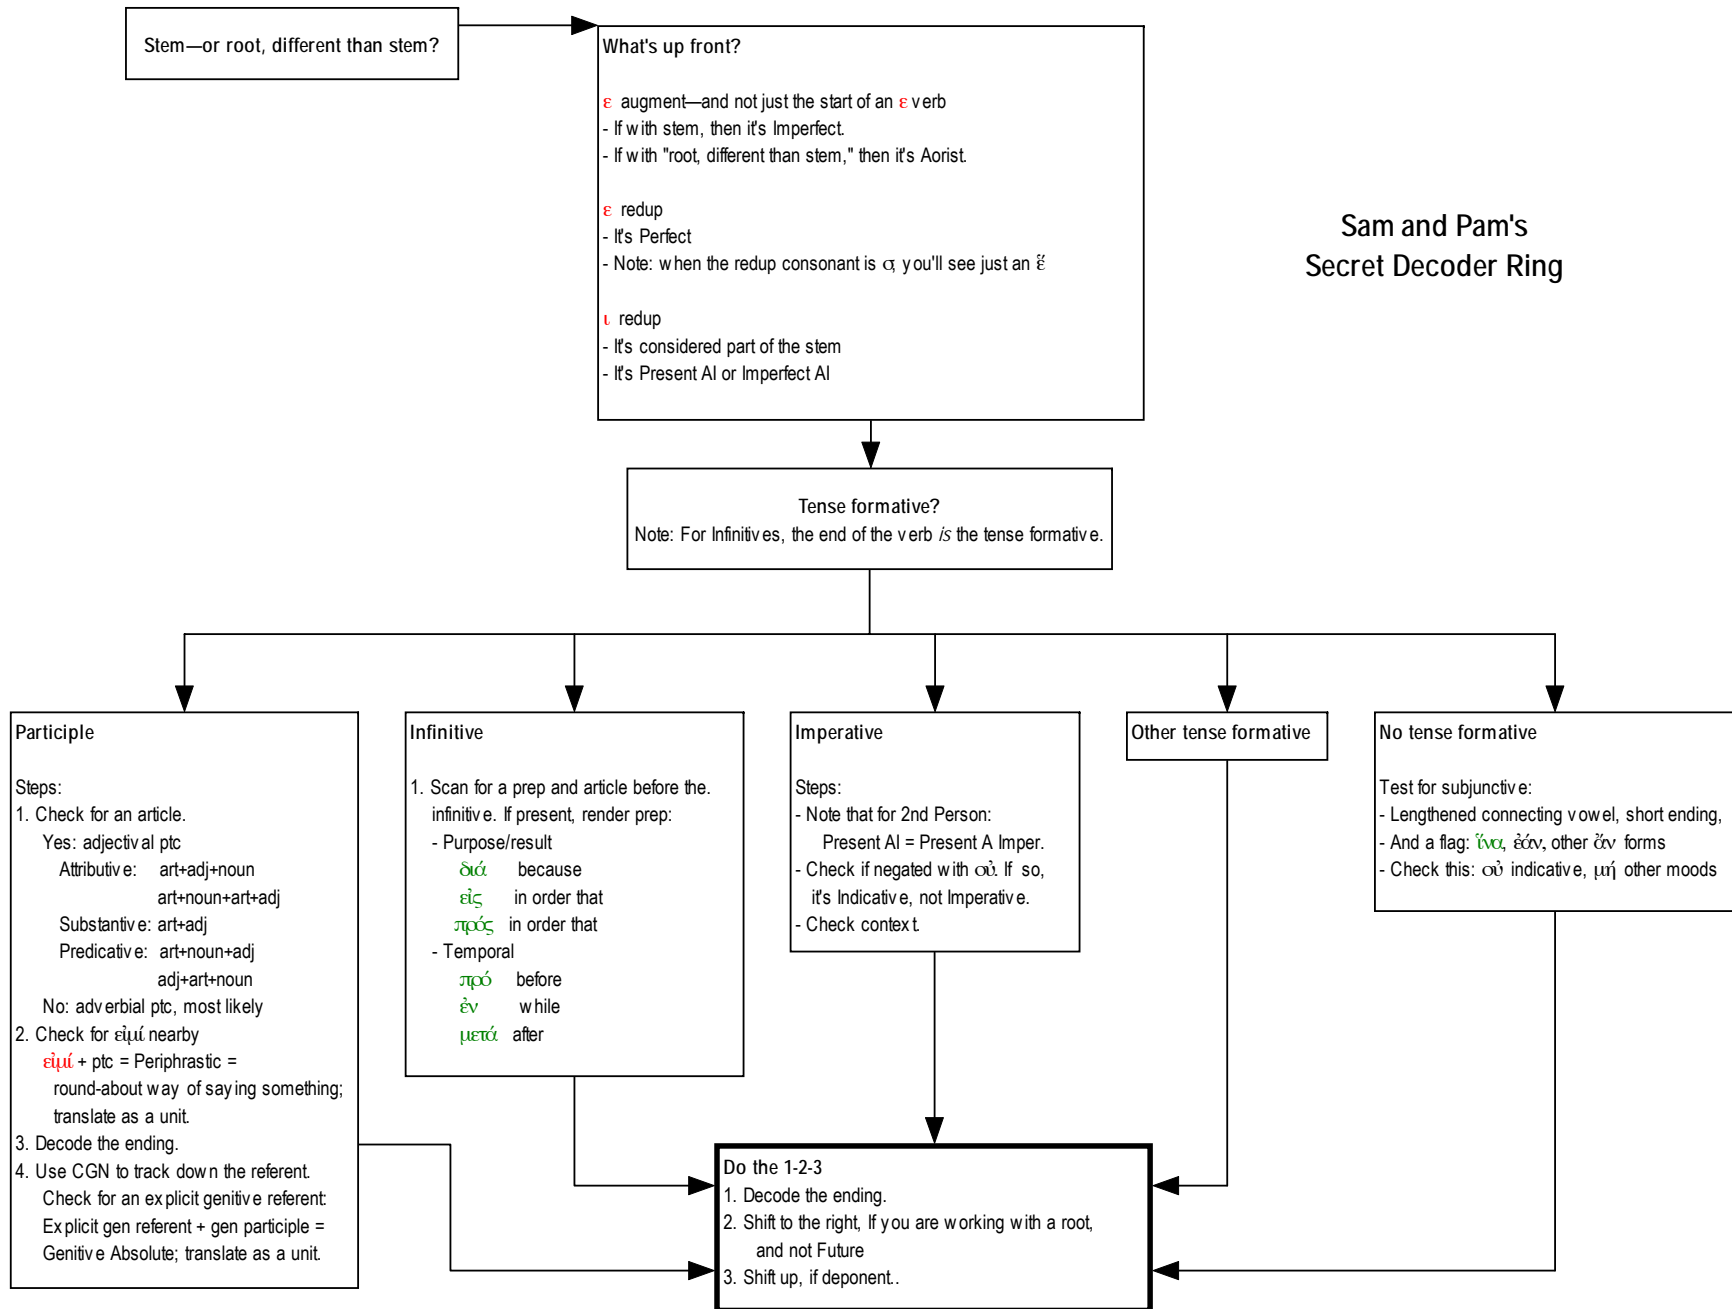 Stem—or root, different than stem?
What's up front?
ε augment—and not just the start of an ε verb
- If with stem, then it's Imperfect.
- If with "root, different than stem," then it's Aorist.
ε redup
- It's Perfect
- Note: when the redup consonant is σ, you'll see just an ἕ
ι redup
- It's considered part of the stem
- It's Present AI or Imperfect AI
Sam and Pam's
Secret Decoder Ring
Tense formative?
Note: For Infinitives, the end of the verb is the tense formative.
Participle
Steps:
1. Check for an article.
Yes: adjectival ptc
Attributive: art+adj+noun
art+noun+art+adj
Substantive: art+adj
Predicative: art+noun+adj
adj+art+noun
No: adverbial ptc, most likely
2. Check for εἰμί nearby
εἰμί + ptc = Periphrastic =
round-about way of saying something;
translate as a unit.
3. Decode the ending.
4. Use CGN to track down the referent.
Check for an explicit genitive referent:
Explicit gen referent + gen participle =
Genitive Absolute; translate as a unit.
Infinitive
1. Scan for a prep and article before the.
infinitive. If present, render prep:
- Purpose/result
διά because
εἰς in order that
πρός in order that
- Temporal
πρό before
ἐν while
μετά after
Imperative
Steps:
- Note that for 2nd Person:
Present AI = Present A Imper.
- Check if negated with οὐ. If so,
it's Indicative, not Imperative.
- Check context.
Other tense formative
No tense formative
Test for subjunctive:
- Lengthened connecting vowel, short ending,
- And a flag: ἵνα, ἐάν, other ἄν forms
- Check this: οὐ indicative, μή other moods
Do the 1-2-3
1. Decode the ending.
2. Shift to the right, If you are working with a root,
and not Future
3. Shift up, if deponent..